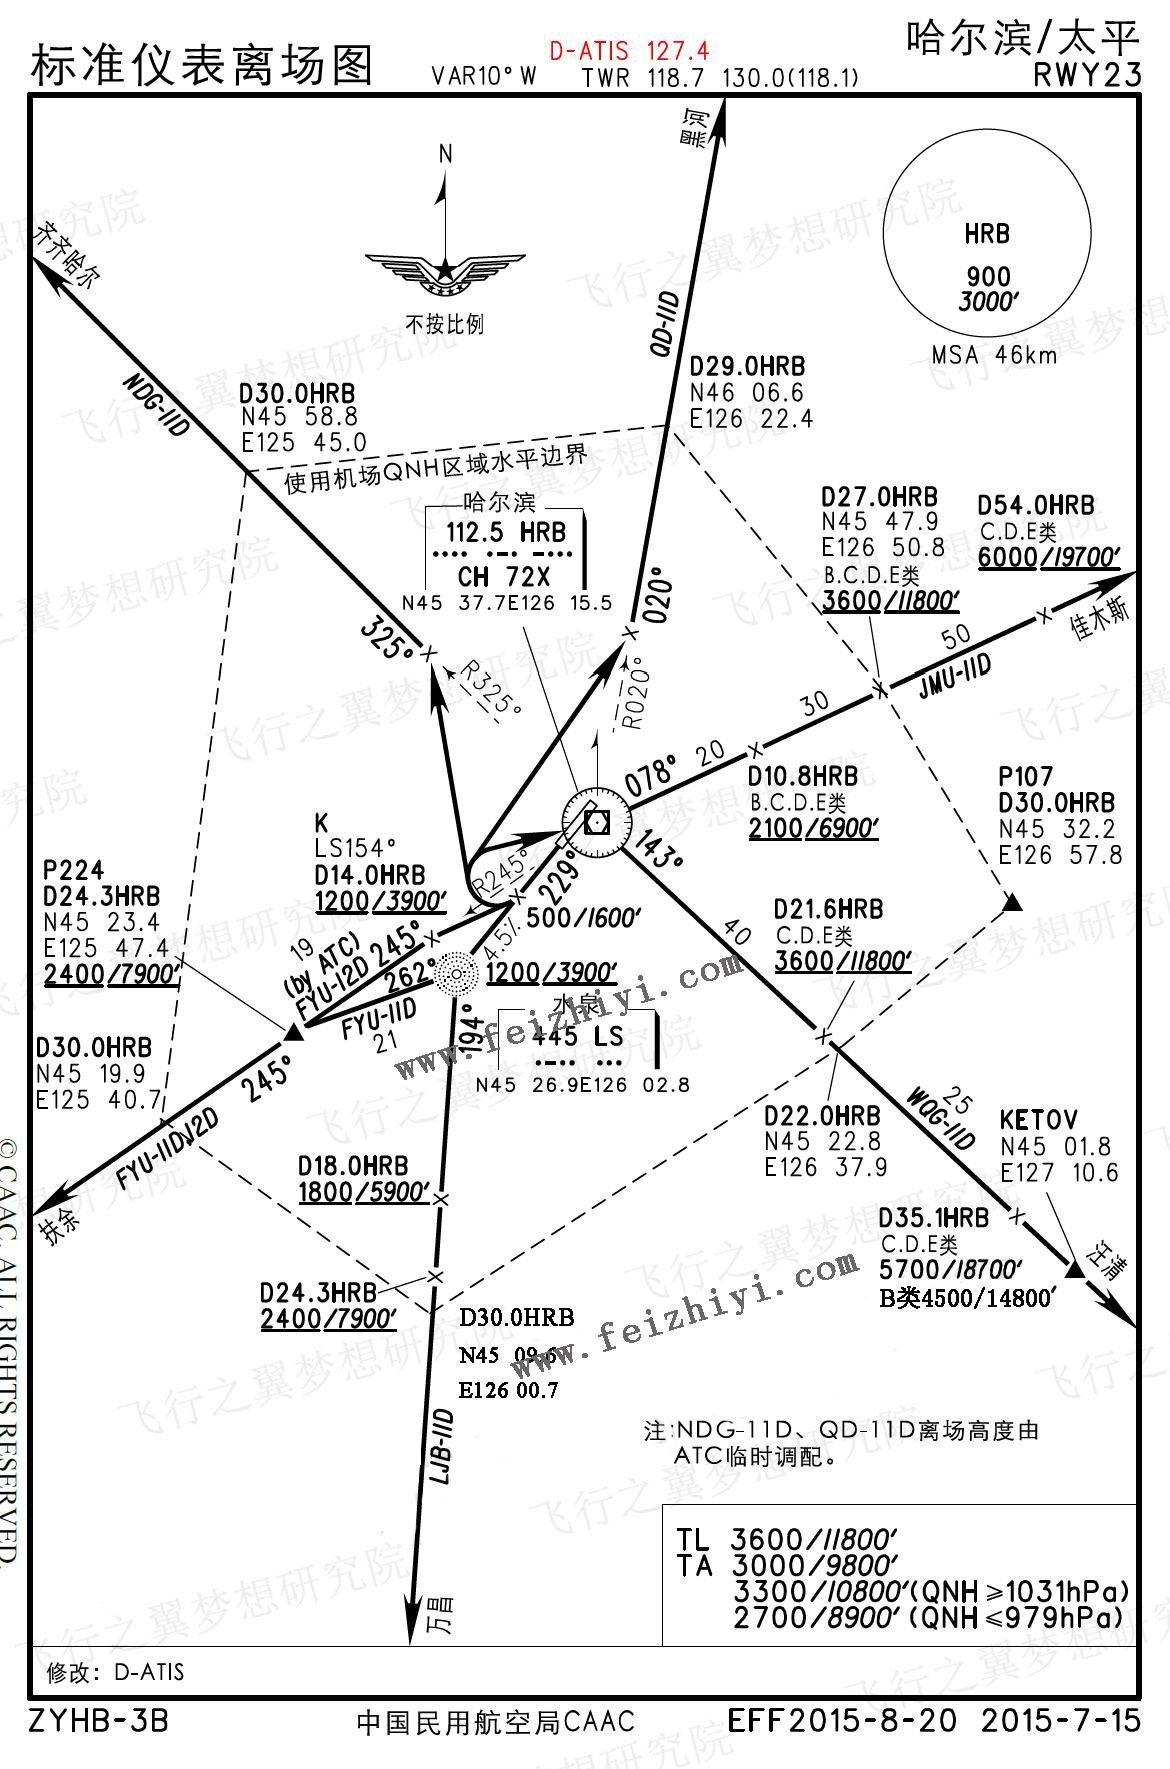 标准仪表离场图
D-ATIS 127.4
VAR10°W TWR 118.7 130.0(118.1)
哈尔滨/太平
RWY23
N
不按比例
HRB
900
3000'
MSA 46km
黑河
齐齐哈尔
QD-11D
NDG-11D
D30.0HRB
N45 58.8
E125 45.0
使用机场QNH区域水平边界
D29.0HRB
N46 06.6
E126 22.4
哈尔滨
112.5 HRB
CH 72X
N45 37.7E126 15.5
D27.0HRB
N45 47.9
E126 50.8
B.C.D.E类
3600/11800'
D54.0HRB
C.D.E类
6000/19700'
佳木斯
50
JMU-11D
30
20
078°
020°
R020°
325°
R325°
D10.8HRB
B.C.D.E类
2100/6900'
P107
D30.0HRB
N45 32.2
E126 57.8
K
LS154°
D14.0HRB
1200/3900'
R245°
229°
143°
500/1600'
4.5%
P224
D24.3HRB
N45 23.4
E125 47.4
2400/7900'
19
(by ATC)
FYU-12D 245°
262°
FYU-11D
21
194°
1200/3900'
水泉
445 LS
N45 26.9E126 02.8
40
D21.6HRB
C.D.E类
3600/11800'
D30.0HRB
N45 19.9
E125 40.7
245°
FYU-11D,12D
扶余
D22.0HRB
N45 22.8
E126 37.9
25
WQG-11D
KETOV
N45 01.8
E127 10.6
D18.0HRB
1800/5900'
D35.1HRB
C.D.E类
5700/18700'
B类4500/14800'
汪清
D24.3HRB
2400/7900'
D30.0HRB
N45 09.6
E126 00.7
LJB-11D
万昌
注:NDG-11D、QD-11D离场高度由
ATC临时调配。
TL 3600/11800'
TA 3000/9800'
3300/10800'(QNH≥1031hPa)
2700/8900'(QNH≤979hPa)
修改: D-ATIS
ZYHB-3B
中国民用航空局CAAC
EFF2015-8-20 2015-7-15
© CAAC. ALL RIGHTS RESERVED.
www.feizhiyi.com
www.feizhiyi.com
飞行之翼梦想研究院